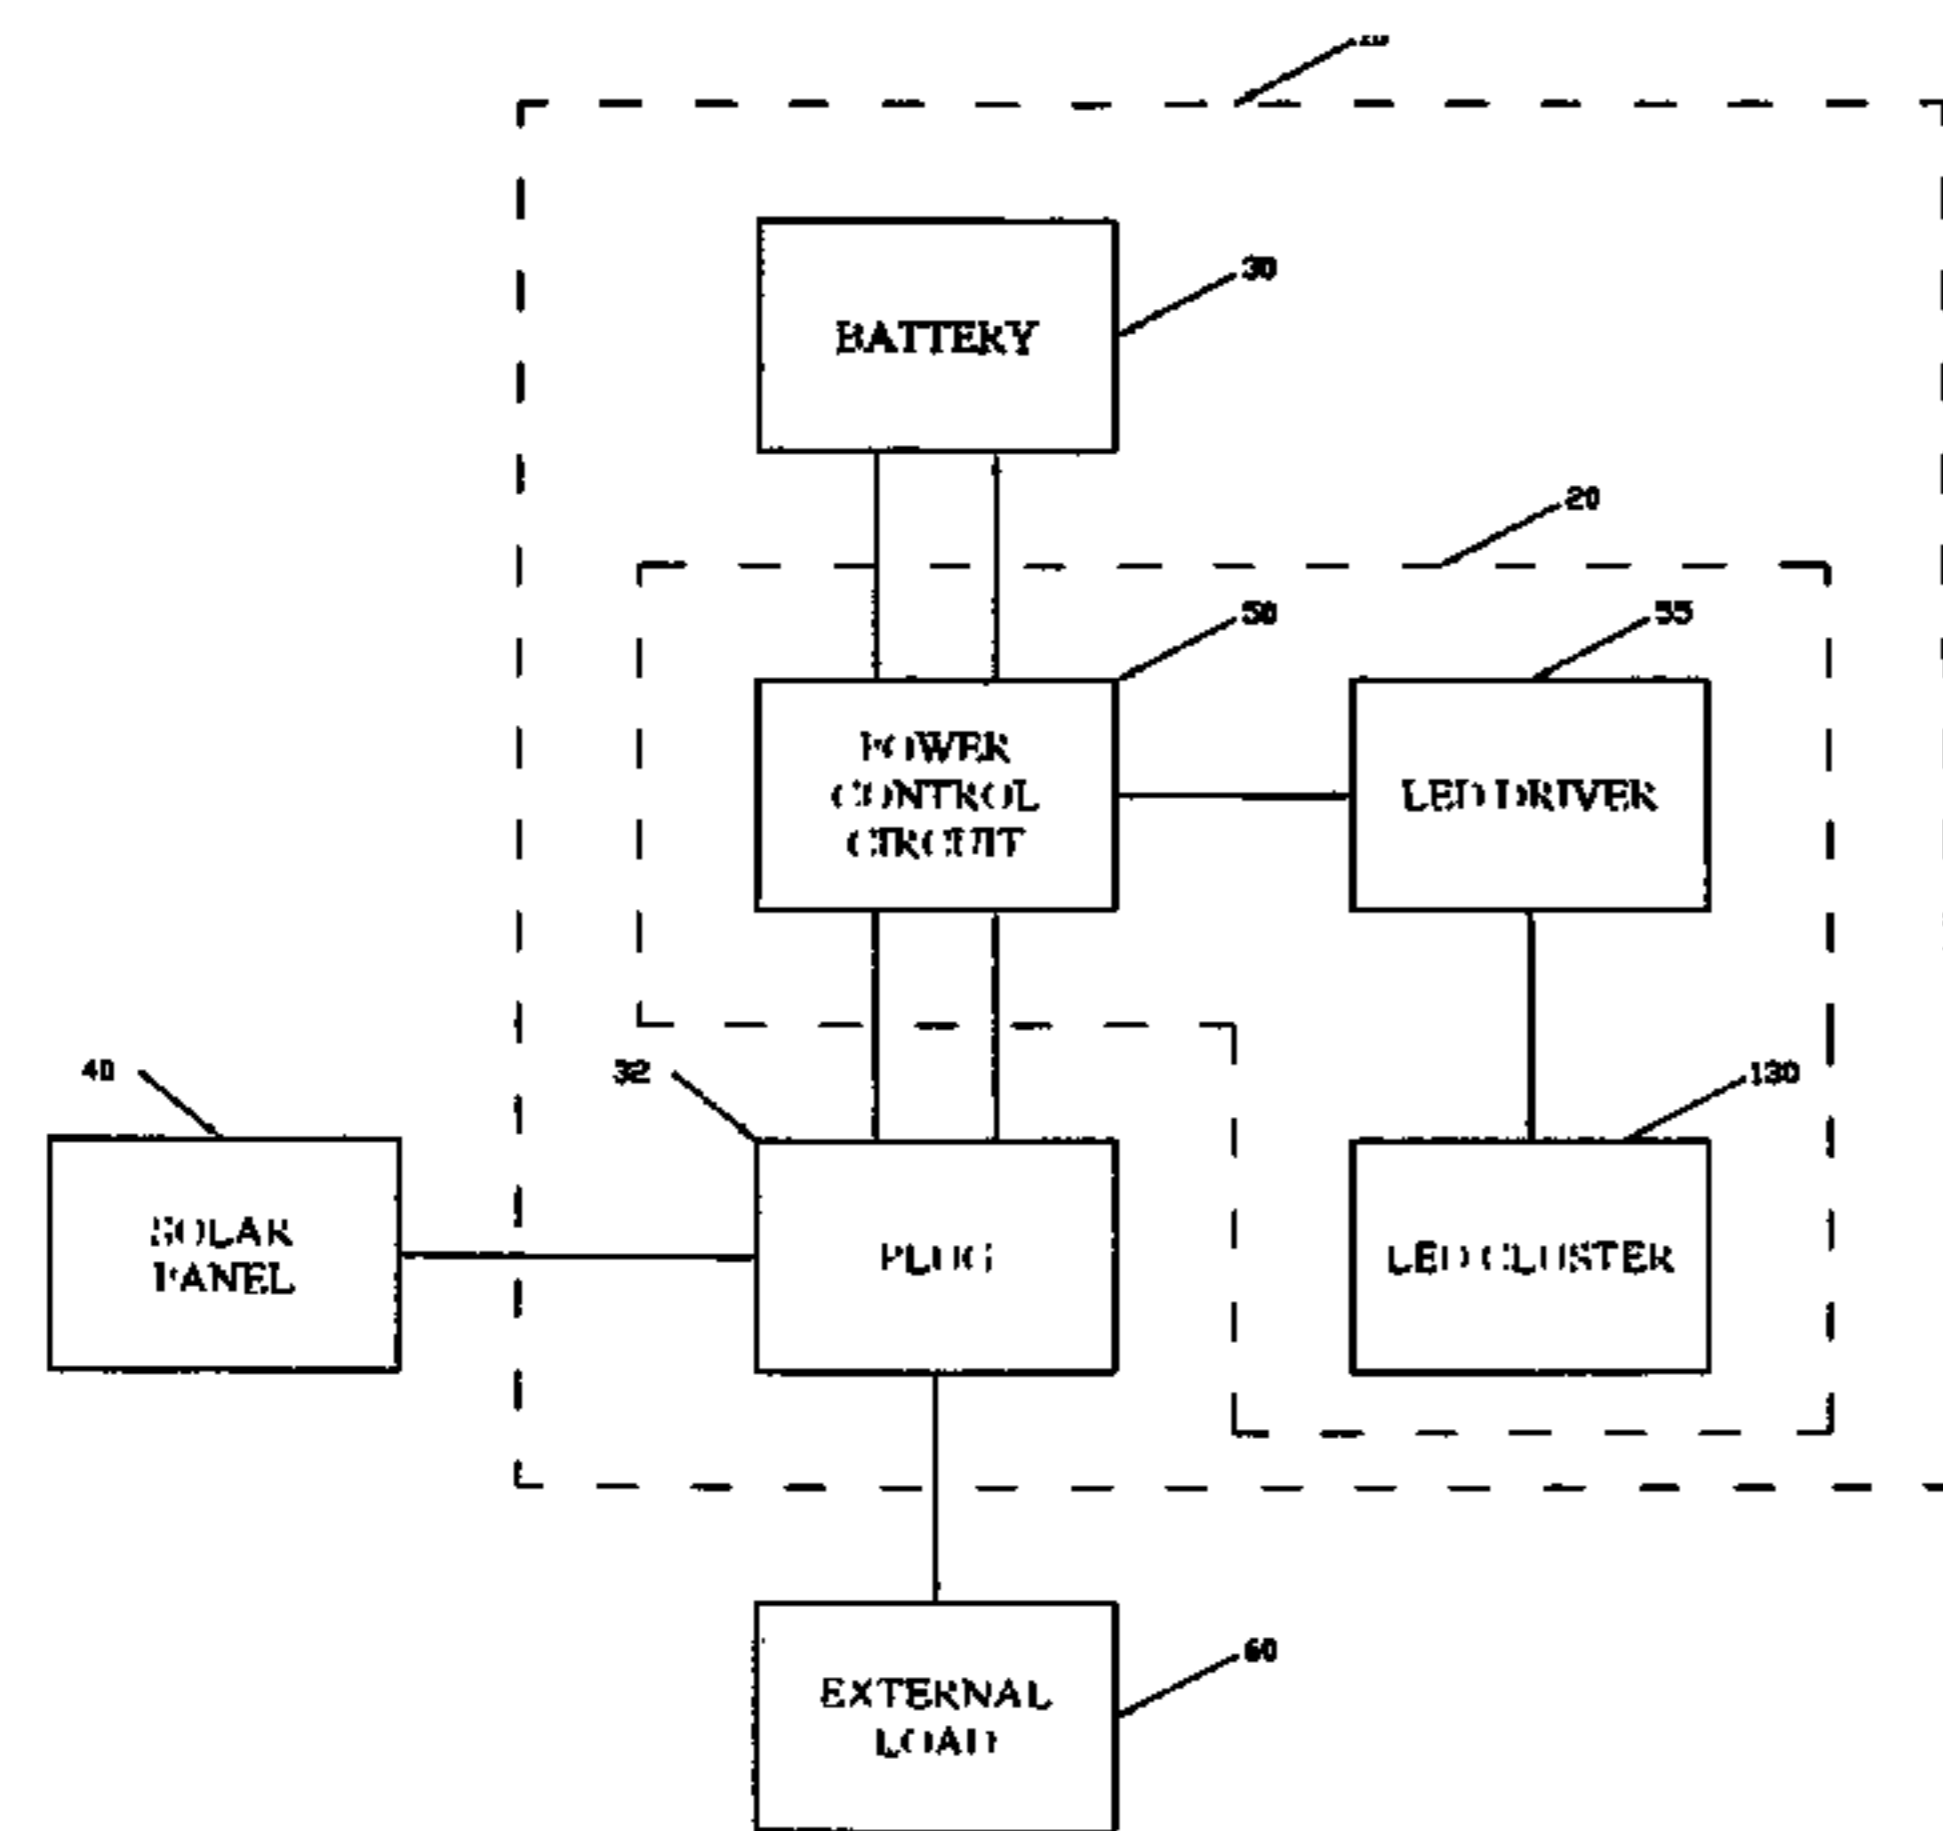 30
BATTERY
20
50
55
POWER
CONTROL
CIRCUIT
LED DRIVER
40
32
130
SOLAR
PANEL
PLUG
LED CLUSTER
60
EXTERNAL
LOAD